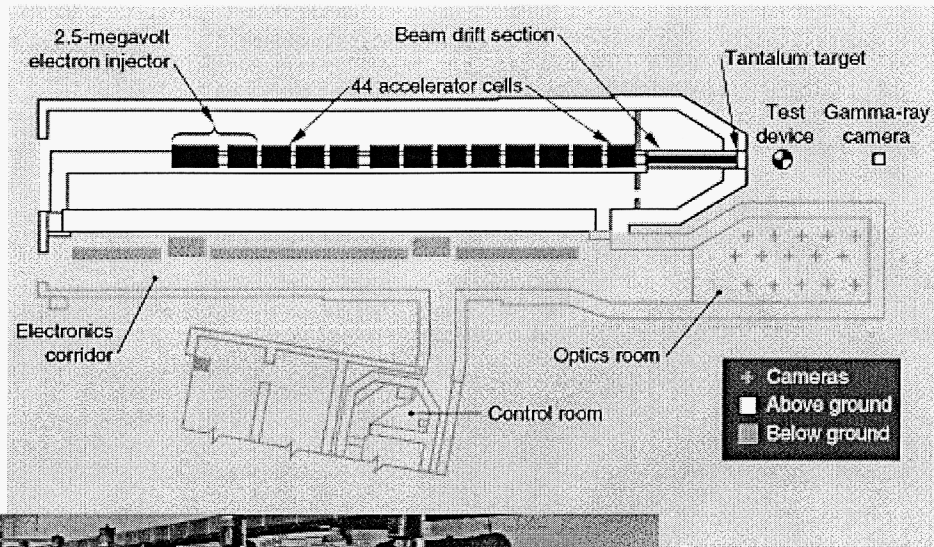 2.5-megavolt
electron injector
Beam drift section
Tantalum target
44 accelerator cells
Test
device
Gamma-ray
camera
Electronics
corridor
Optics room
Control room
Cameras
Above ground
Below ground